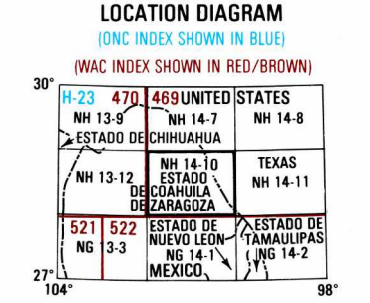 LOCATION DIAGRAM
(ONC INDEX SHOWN IN BLUE)
(WAC INDEX SHOWN IN RED/BROWN)
30°
H-23 470 469 UNITED STATES
NH 13-9 NH 14-7 NH 14-8
ESTADO DE CHIHUAHUA
NH 14-10 TEXAS
NH 13-12 ESTADO NH 14-11
DE COAHUILA
DE ZARAGOZA
521 522 ESTADO DE ESTADO DE
NUEVO LEON TAMAULIPAS
NG 13-3 NG 14-1 NG 14-2
MEXICO
27°
104° 98°